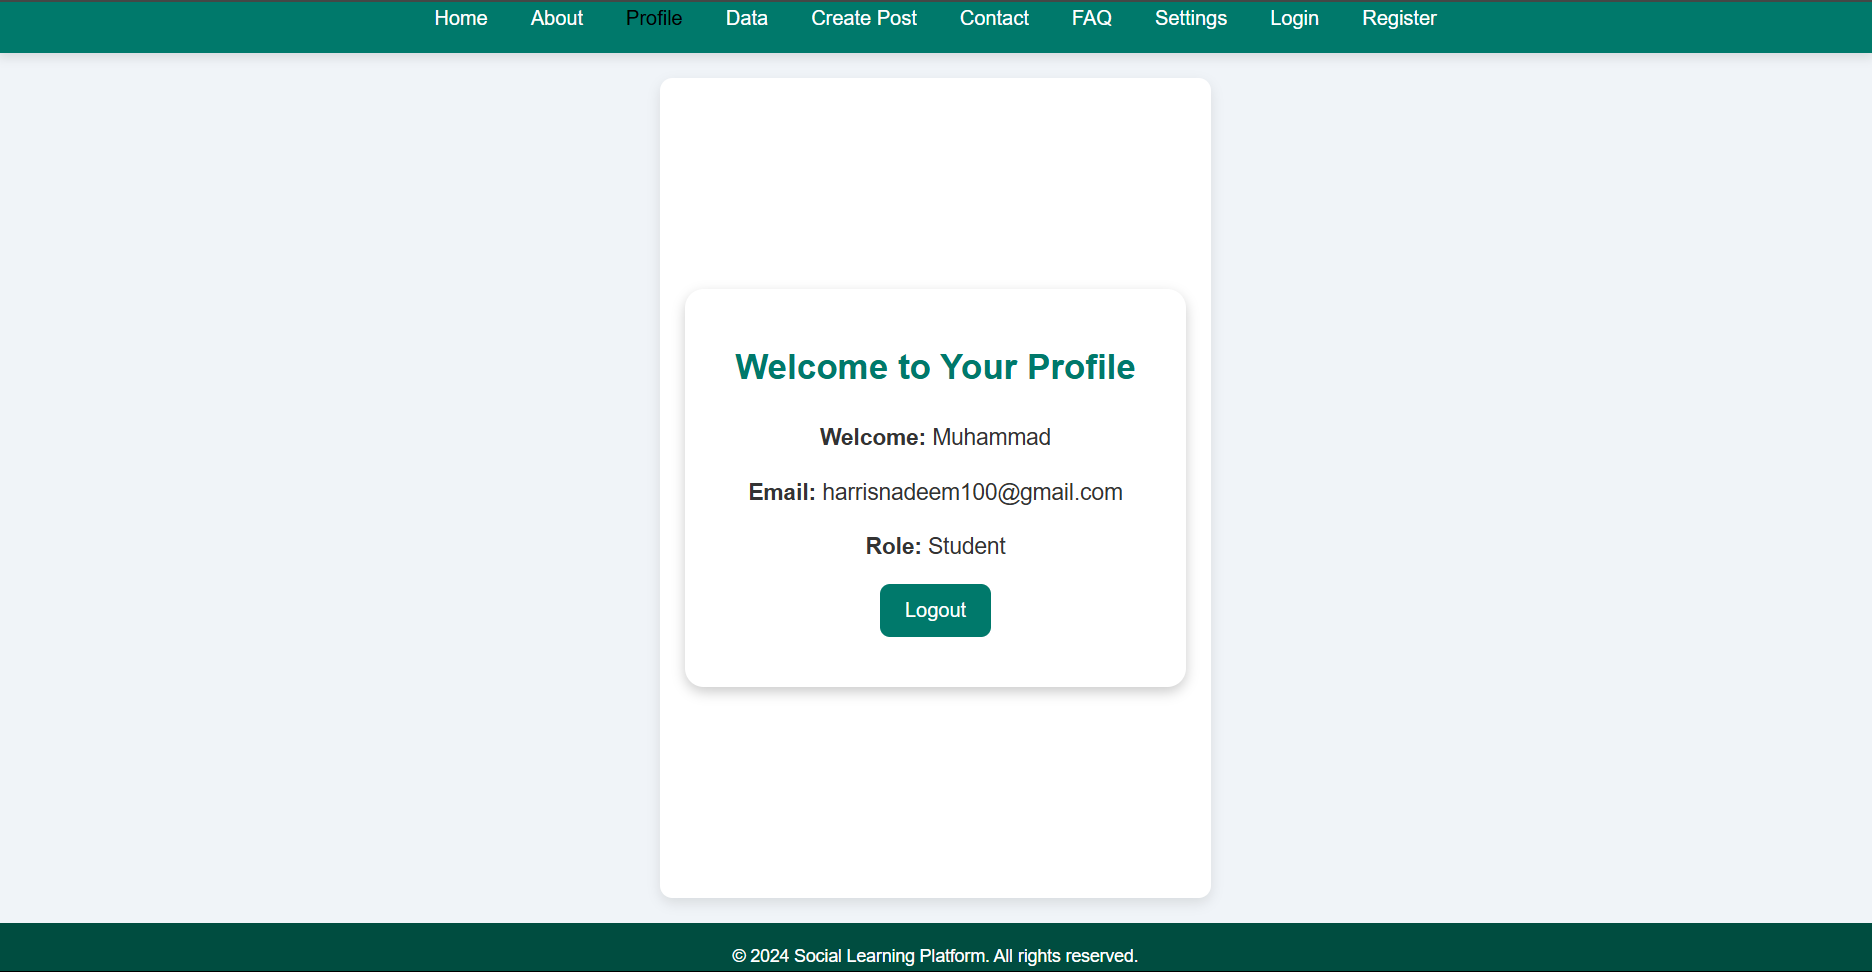 Home About Profile Data Create Post Contact FAQ Settings Login Register
Welcome to Your Profile
Welcome: Muhammad
Email: harrisnadeem100@gmail.com
Role: Student
Logout
© 2024 Social Learning Platform. All rights reserved.